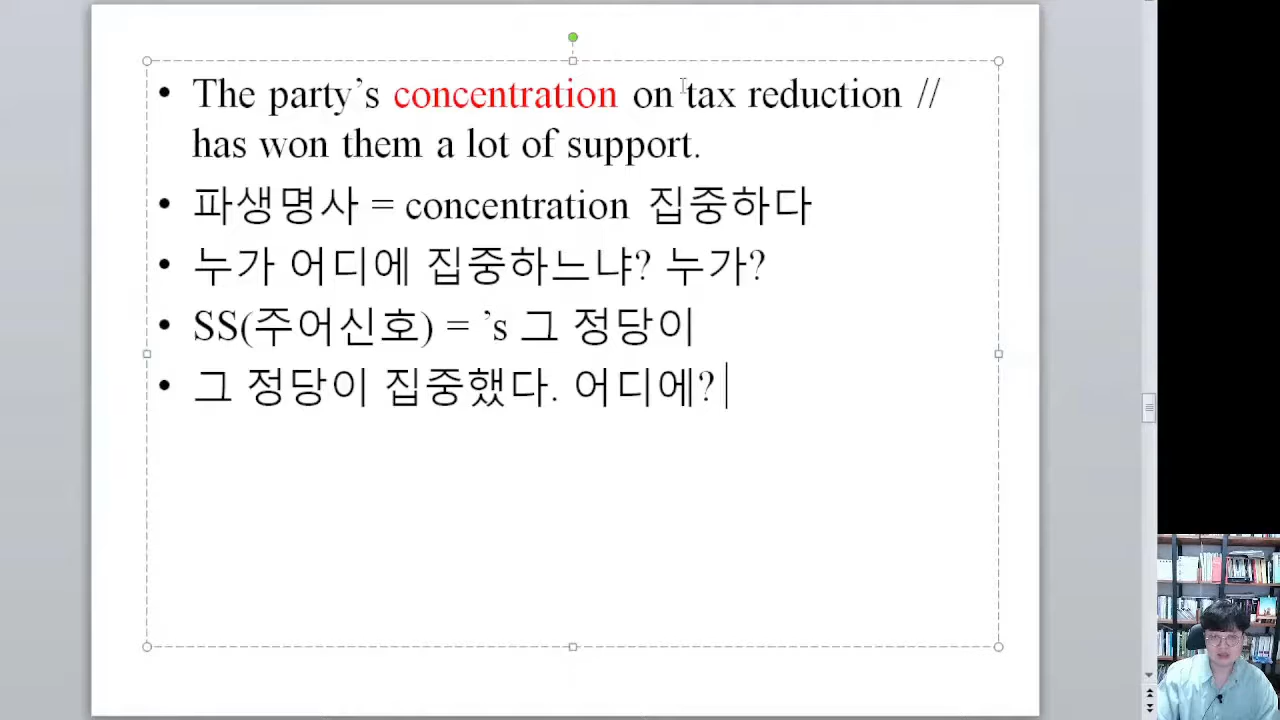 • The party’s concentration on tax reduction //
has won them a lot of support.
• 파생명사 = concentration 집중하다
• 누가 어디에 집중하느냐? 누가?
• SS(주어신호) = ’s 그 정당이
• 그 정당이 집중했다. 어디에?